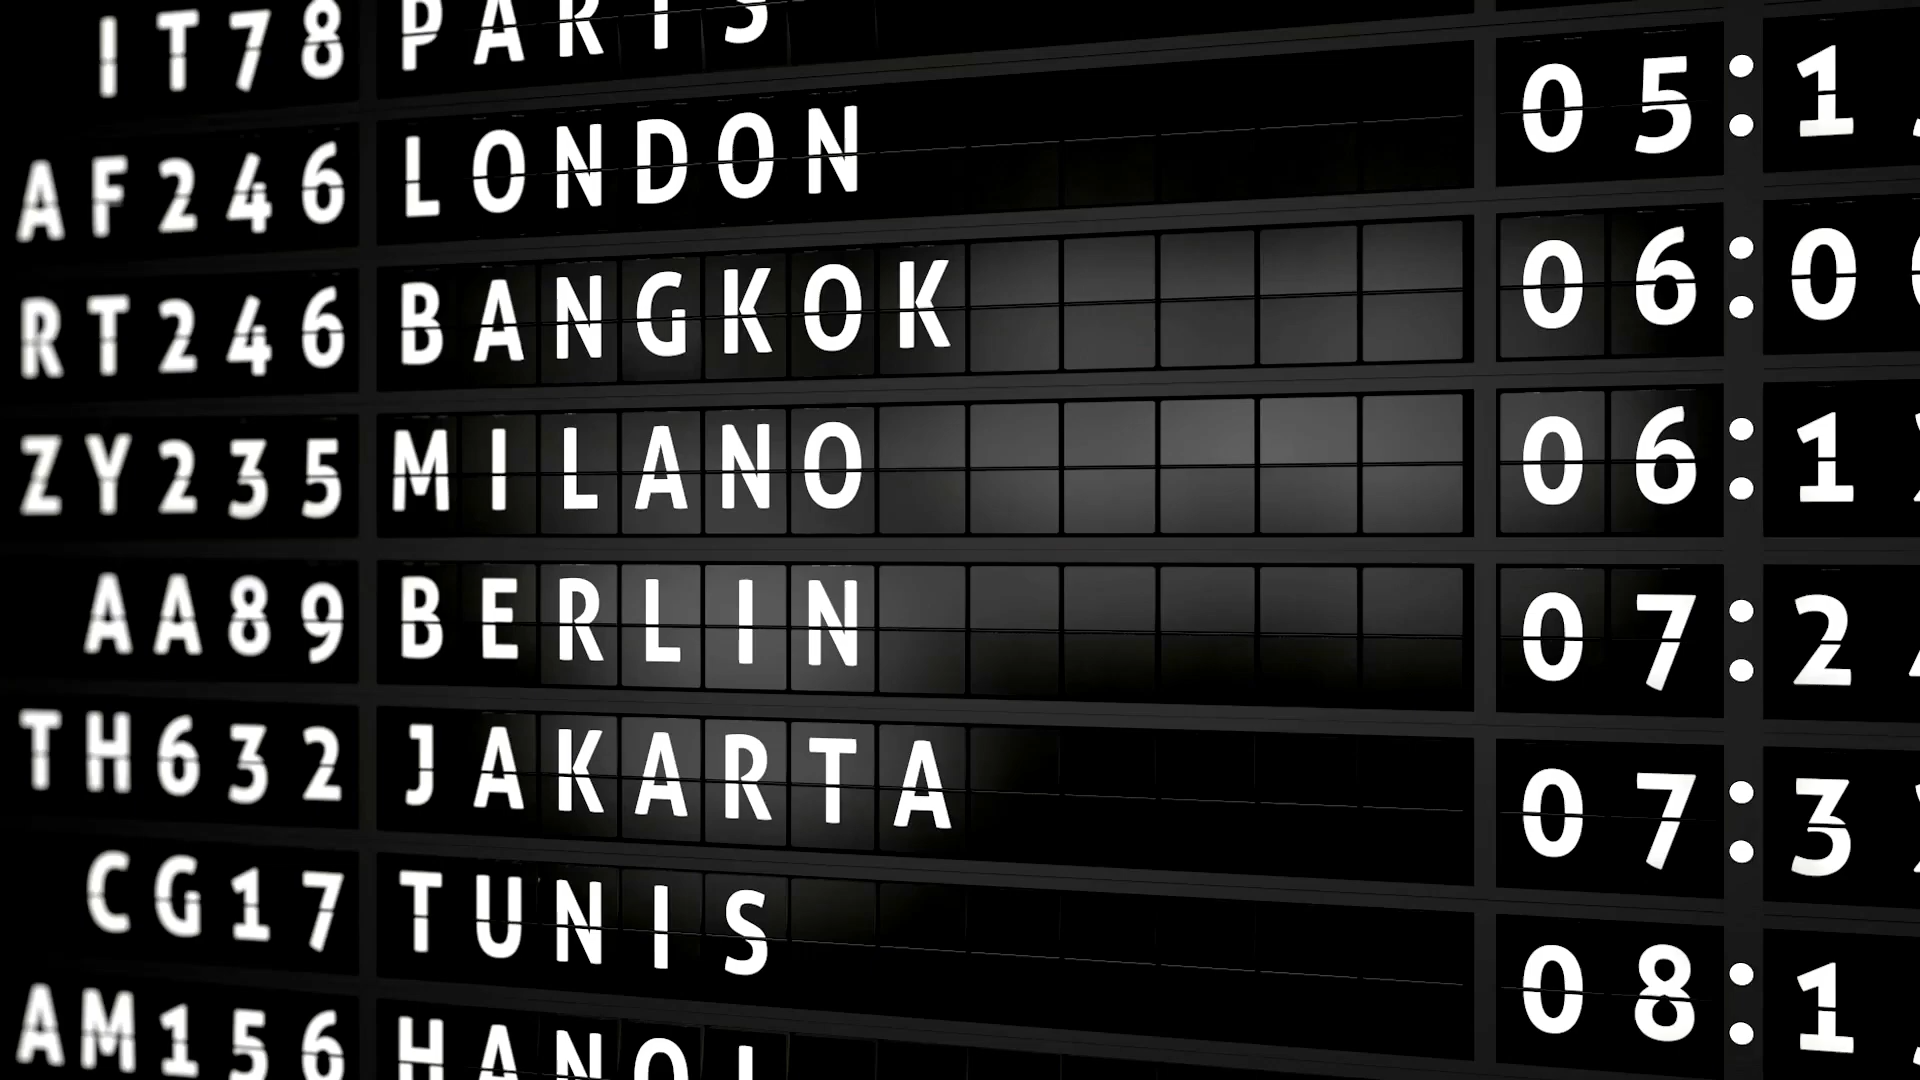 IT78 PARIS
AF246 LONDON 05:1
RT246 BANGKOK 06:0
ZY235 MILANO 06:1
AA89 BERLIN 07:2
TH632 JAKARTA 07:3
CG17 TUNIS 08:1
AM156 HANOI